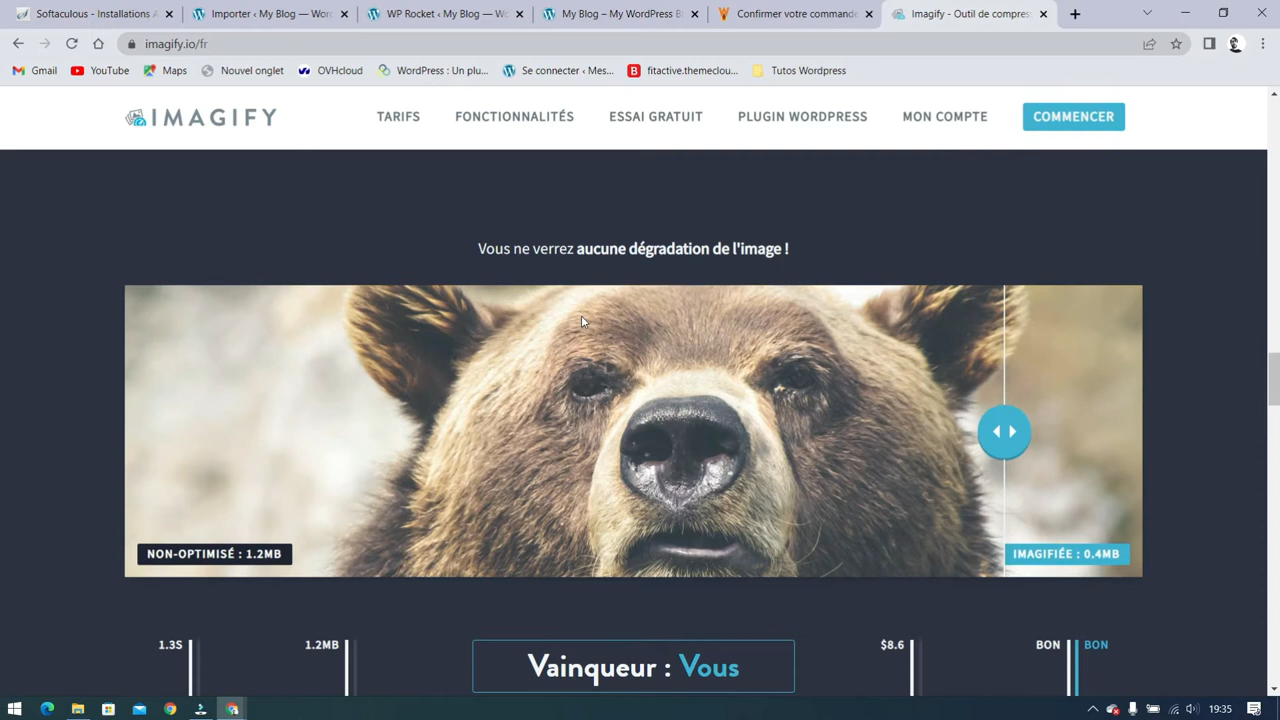 Softaculous - Installations A
Importer ‹ My Blog — Word
WP Rocket ‹ My Blog — Wo
My Blog – My WordPress Bl
Confirmer votre commande
Imagify - Outil de compres
imagify.io/fr
Gmail
YouTube
Maps
Nouvel onglet
OVHcloud
WordPress : Un plu...
Se connecter ‹ Mes...
fitactive.themeclou...
Tutos Wordpress
IMAGIFY
TARIFS
FONCTIONNALITÉS
ESSAI GRATUIT
PLUGIN WORDPRESS
MON COMPTE
COMMENCER
Vous ne verrez aucune dégradation de l'image !
NON-OPTIMISÉ : 1.2MB
IMAGIFIÉE : 0.4MB
1.3S
1.2MB
Vainqueur : Vous
$8.6
BON
BON
19:35